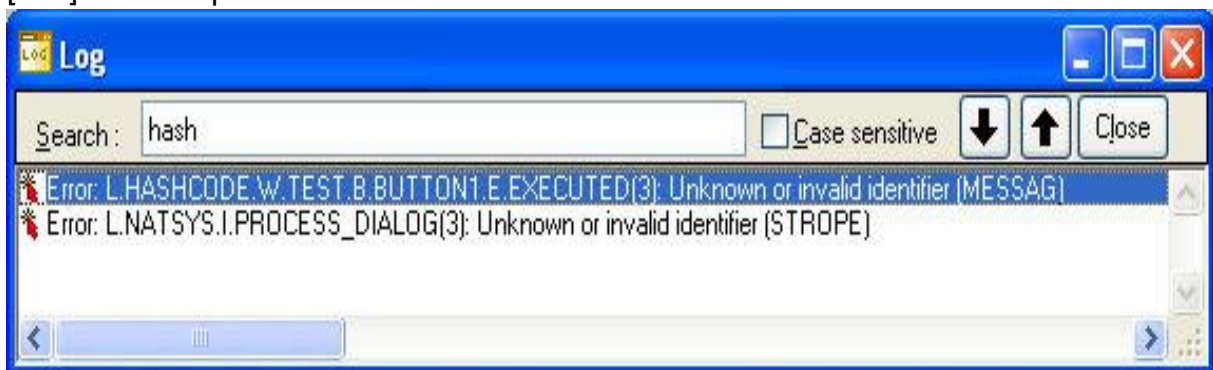 Log
Search : hash Case sensitive Close
Error: L.HASHCODE.W.TEST.B.BUTTON1.E.EXECUTED(3): Unknown or invalid identifier (MESSAG)
Error: L.NATSYS.I.PROCESS_DIALOG(3): Unknown or invalid identifier (STROPE)